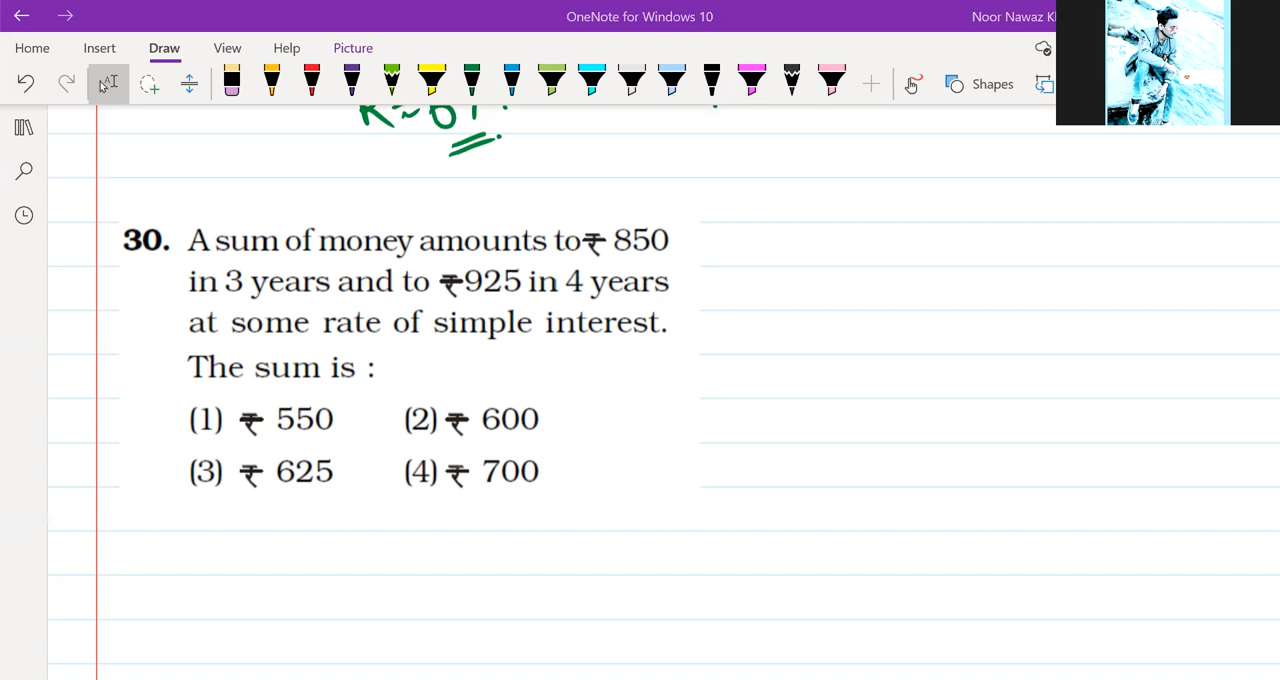 OneNote for Windows 10
Noor Nawaz K
Home Insert Draw View Help Picture
Shapes
30. A sum of money amounts to ₹ 850
in 3 years and to ₹925 in 4 years
at some rate of simple interest.
The sum is :
(1) ₹ 550 (2) ₹ 600
(3) ₹ 625 (4) ₹ 700